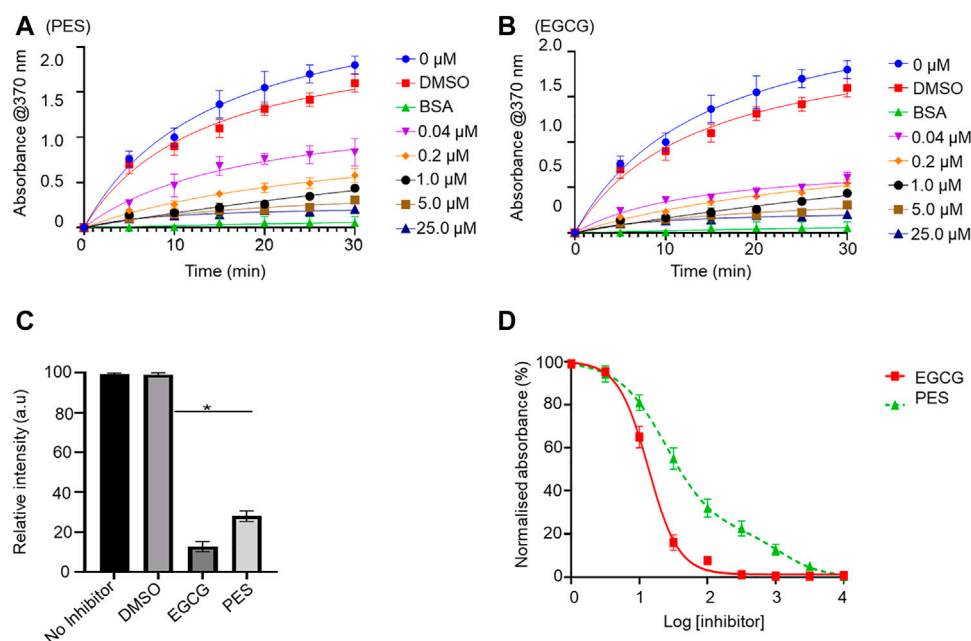 A (PES)
Absorbance @370 nm
2.0
1.5
1.0
0.5
0
0 10 20 30
Time (min)
0 µM
DMSO
BSA
0.04 µM
0.2 µM
1.0 µM
5.0 µM
25.0 µM
B (EGCG)
Absorbance @370 nm
2.0
1.5
1.0
0.5
0
0 10 20 30
Time (min)
0 µM
DMSO
BSA
0.04 µM
0.2 µM
1.0 µM
5.0 µM
25.0 µM
C
Relative intensity (a.u)
100
80
60
40
20
0
*
No Inhibitor
DMSO
EGCG
PES
D
Normalised absorbance (%)
100
80
60
40
20
0
0 1 2 3 4
Log [inhibitor]
EGCG
PES